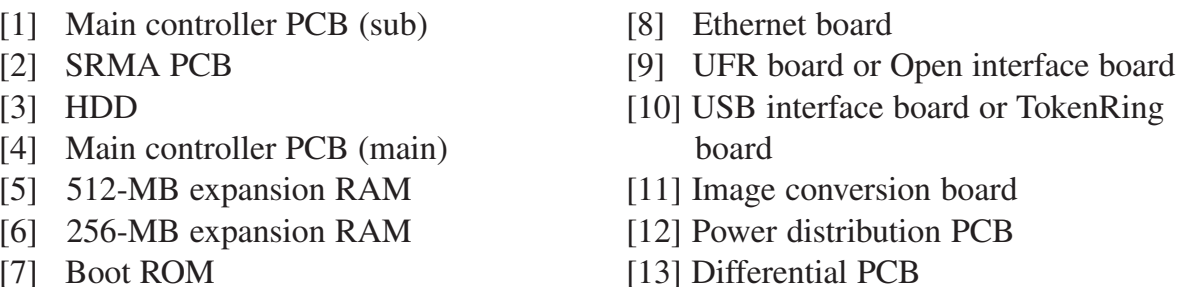 [1] Main controller PCB (sub)
[2] SRMA PCB
[3] HDD
[4] Main controller PCB (main)
[5] 512-MB expansion RAM
[6] 256-MB expansion RAM
[7] Boot ROM
[8] Ethernet board
[9] UFR board or Open interface board
[10] USB interface board or TokenRing
board
[11] Image conversion board
[12] Power distribution PCB
[13] Differential PCB